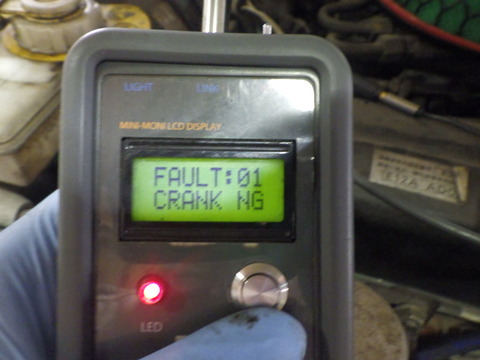 LIGHT LINK
MINI-MONI LCD DISPLAY
FAULT:01
CRANK NG
LED